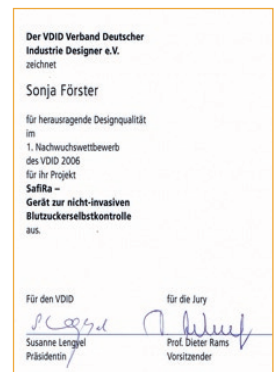 Der VDID Verband Deutscher
Industrie Designer e.V.
zeichnet
Sonja Förster
für herausragende Designqualität
im
1. Nachwuchswettbewerb
des VDID 2006
für ihr Projekt
SafiRa –
Gerät zur nicht-invasiven
Blutzuckerselbstkontrolle
aus.
Für den VDID
für die Jury
S Lengyel
Susanne Lengyel
Prof. Dieter Rams
Präsidentin
Vorsitzender